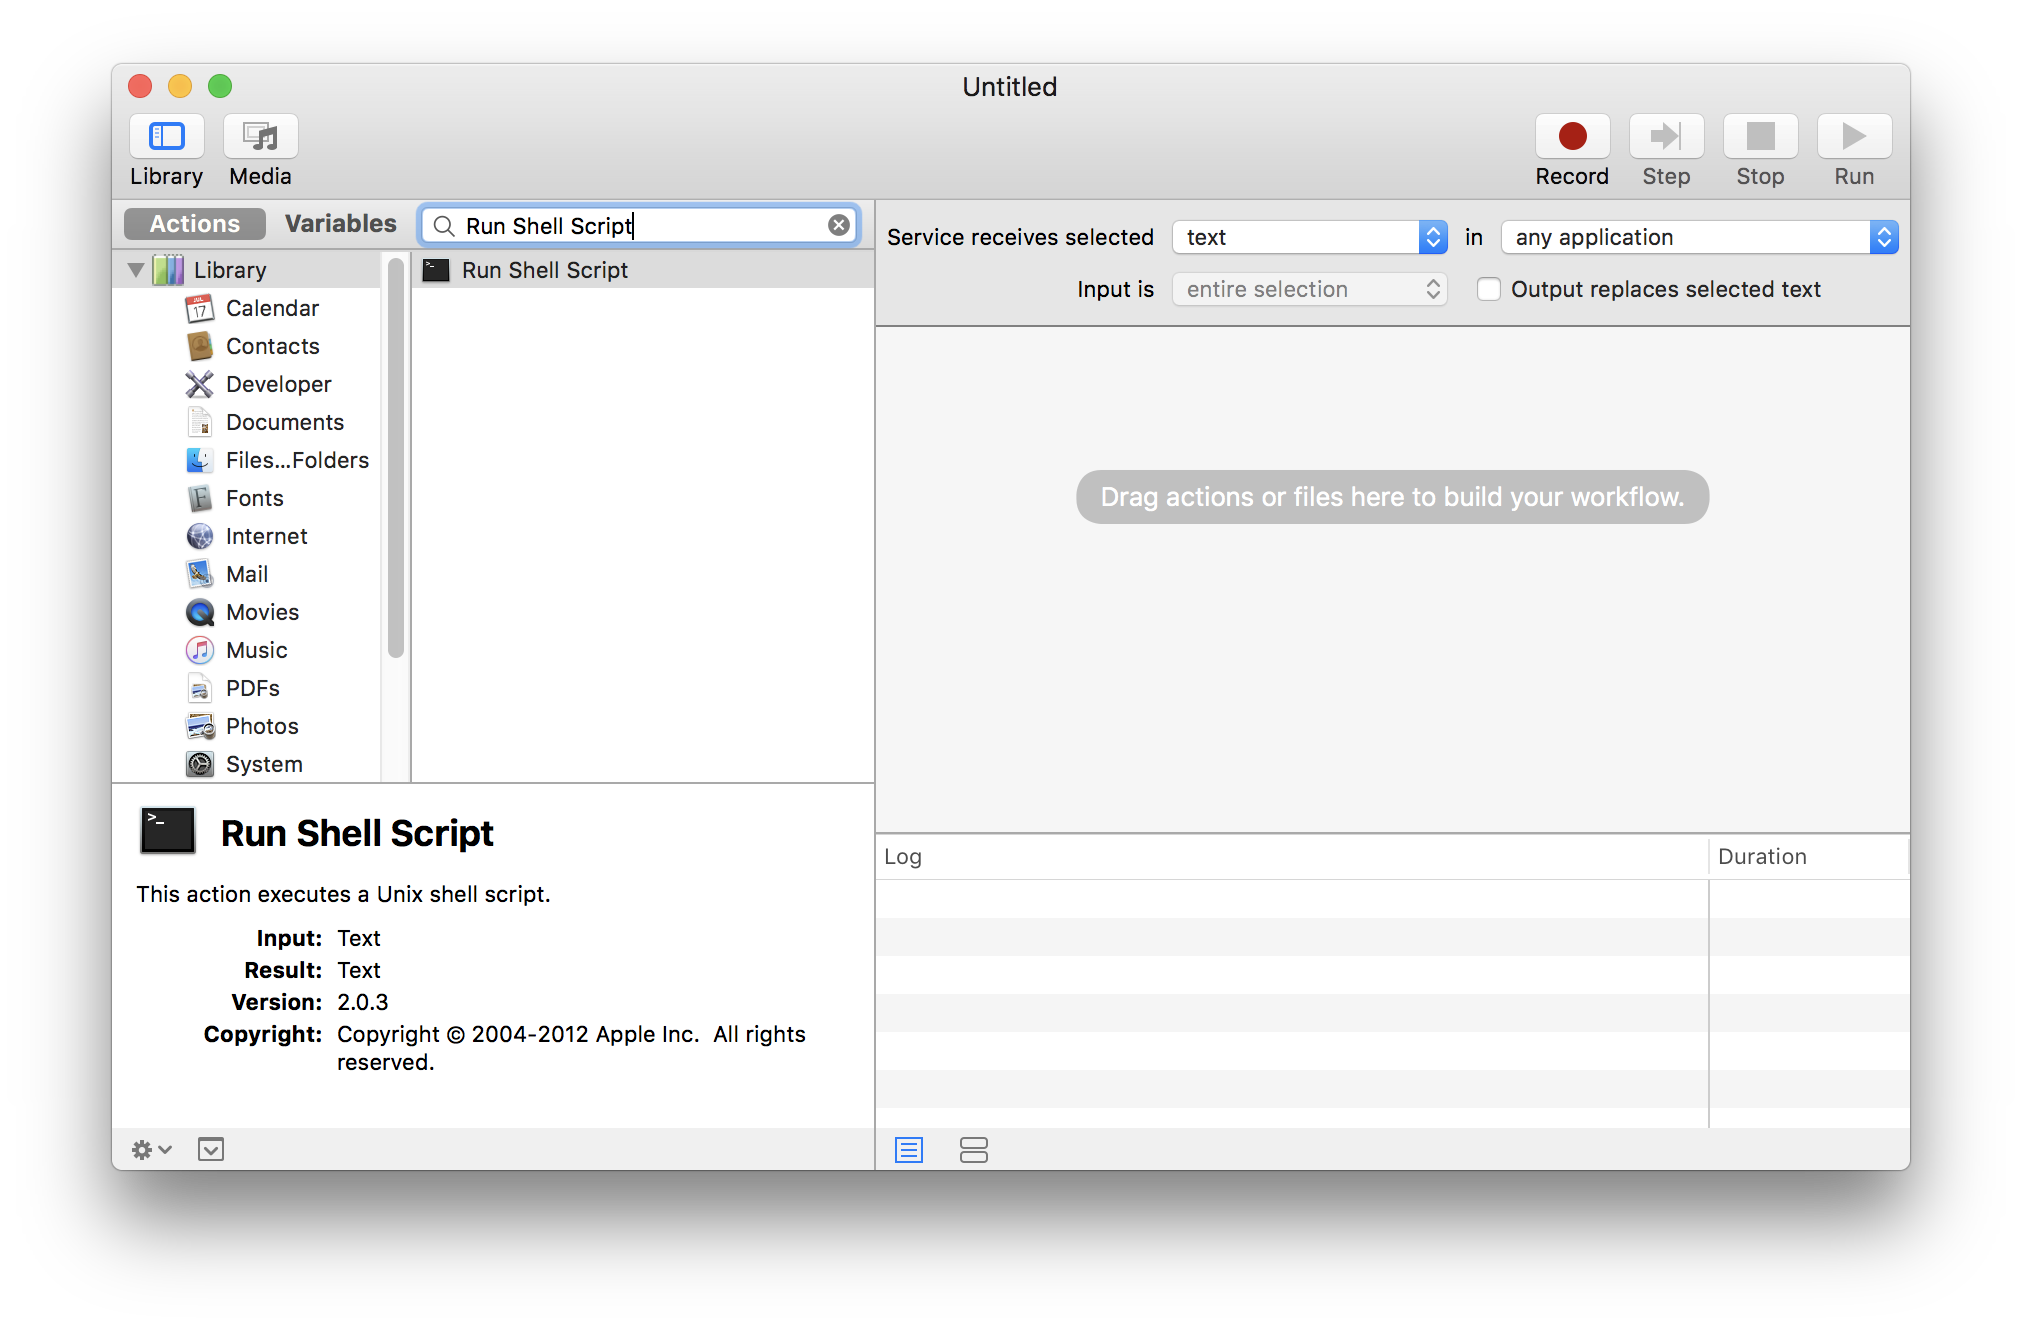 Untitled
Library Media
Record Step Stop Run
Actions Variables Run Shell Script
Service receives selected text in any application
Input is entire selection Output replaces selected text
Library
JUL
17
Calendar
Contacts
Developer
Documents
Files...Folders
F
Fonts
Internet
Mail
Movies
Music
PDFs
Photos
System
>_ Run Shell Script
Drag actions or files here to build your workflow.
>_
Run Shell Script
This action executes a Unix shell script.
Input: Text
Result: Text
Version: 2.0.3
Copyright: Copyright © 2004-2012 Apple Inc. All rights
reserved.
Log Duration